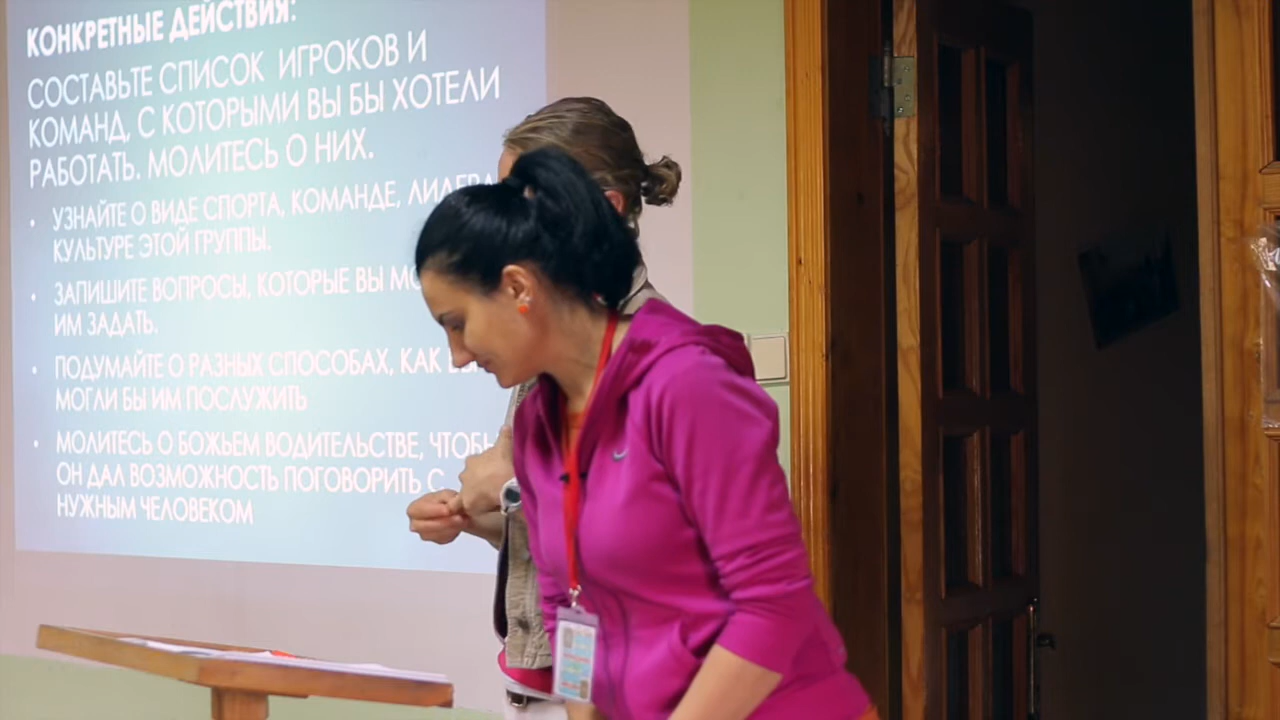 КОНКРЕТНЫЕ ДЕЙСТВИЯ:
СОСТАВЬТЕ СПИСОК ИГРОКОВ И
КОМАНД, С КОТОРЫМИ ВЫ БЫ ХОТЕЛИ
РАБОТАТЬ. МОЛИТЕСЬ О НИХ.
• УЗНАЙТЕ О ВИДЕ СПОРТА, КОМАНДЕ,
КУЛЬТУРЕ ЭТОЙ ГРУППЫ.
• ЗАПИШИТЕ ВОПРОСЫ, КОТОРЫЕ ВЫ
ИМ ЗАДАТЬ.
• ПОДУМАЙТЕ О РАЗНЫХ СПОСОБАХ, КАК ВЫ
МОГЛИ БЫ ИМ ПОСЛУЖИТЬ
• МОЛИТЕСЬ О БОЖЬЕМ ВОДИТЕЛЬСТВЕ, ЧТОБЫ
ОН ДАЛ ВОЗМОЖНОСТЬ ПОГОВОРИТЬ С
НУЖНЫМ ЧЕЛОВЕКОМ